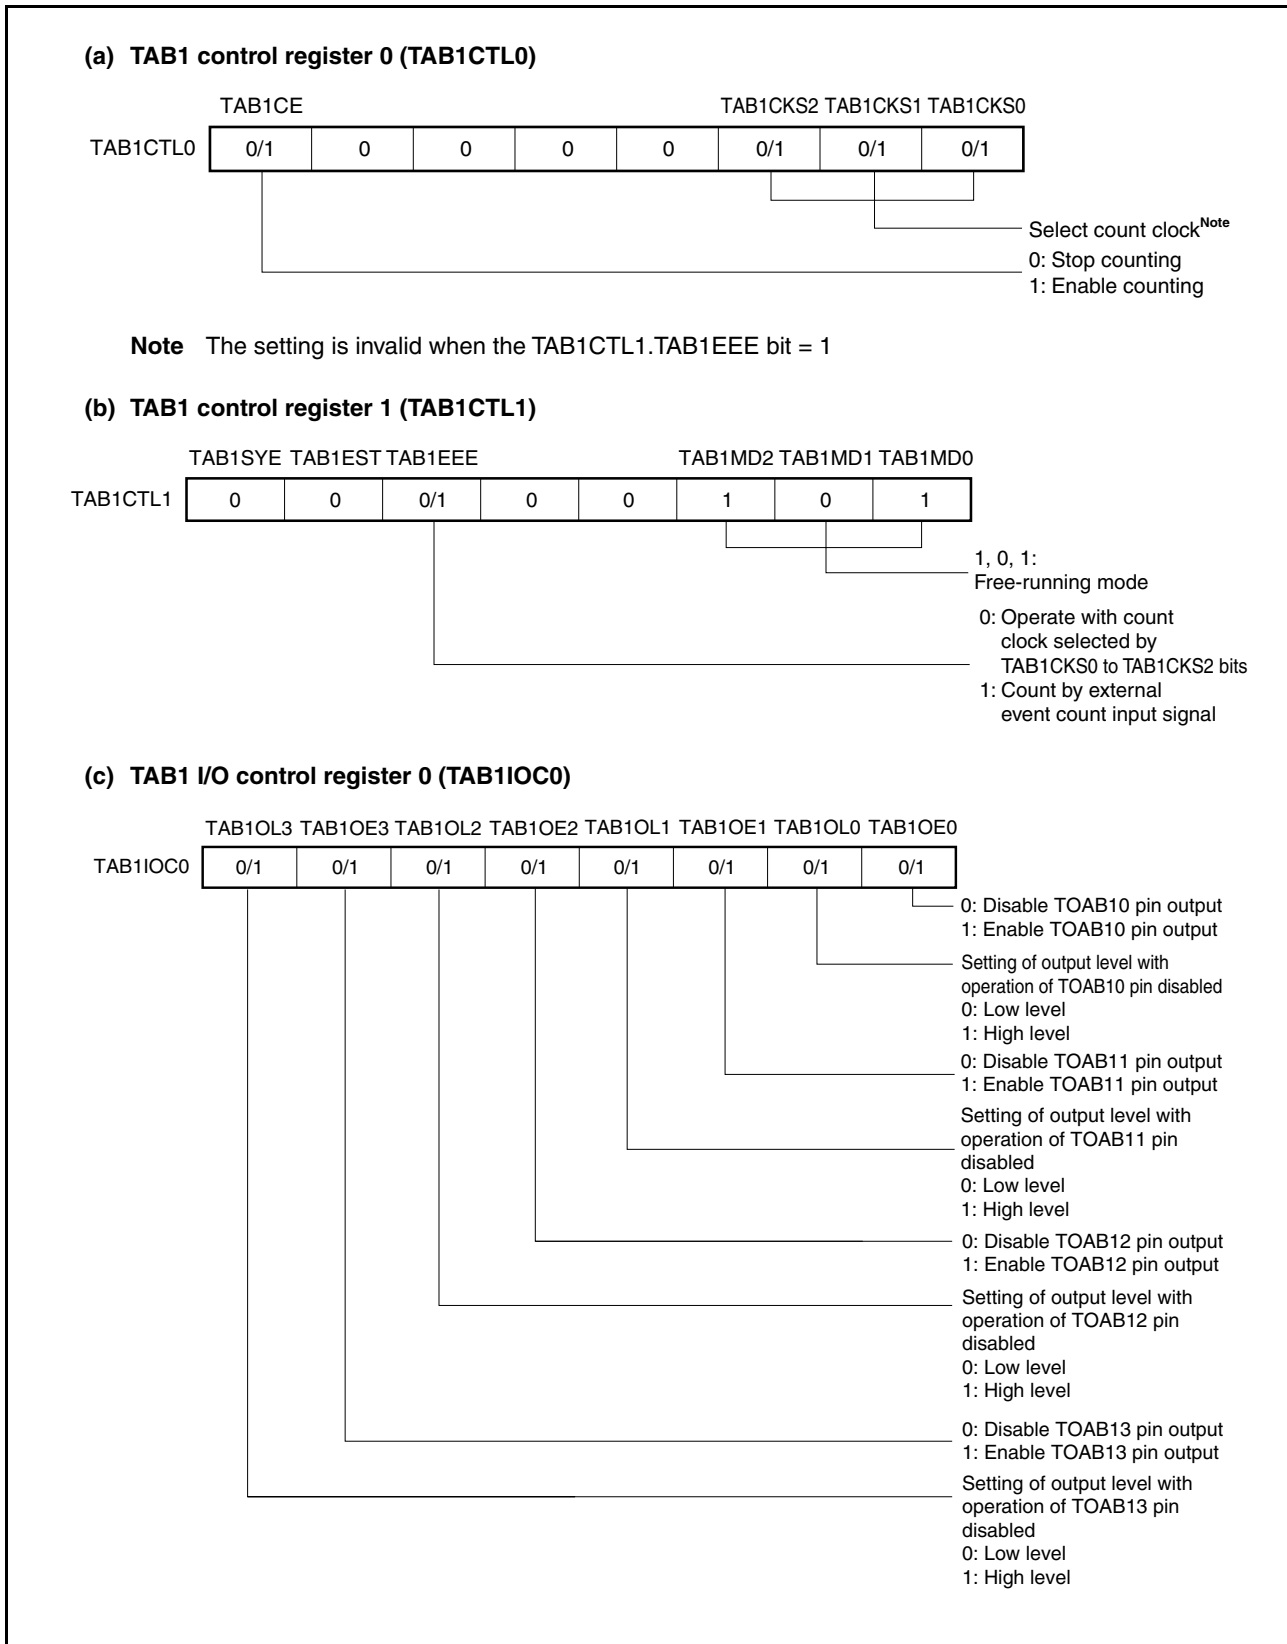 (a) TAB1 control register 0 (TAB1CTL0)
TAB1CE TAB1CKS2 TAB1CKS1 TAB1CKS0
TAB1CTL0 0/1 0 0 0 0 0/1 0/1 0/1
Select count clockNote
0: Stop counting
1: Enable counting
Note The setting is invalid when the TAB1CTL1.TAB1EEE bit = 1
(b) TAB1 control register 1 (TAB1CTL1)
TAB1SYE TAB1EST TAB1EEE TAB1MD2 TAB1MD1 TAB1MD0
TAB1CTL1 0 0 0/1 0 0 1 0 1
1, 0, 1:
Free-running mode
0: Operate with count
clock selected by
TAB1CKS0 to TAB1CKS2 bits
1: Count by external
event count input signal
(c) TAB1 I/O control register 0 (TAB1IOC0)
TAB1OL3 TAB1OE3 TAB1OL2 TAB1OE2 TAB1OL1 TAB1OE1 TAB1OL0 TAB1OE0
TAB1IOC0 0/1 0/1 0/1 0/1 0/1 0/1 0/1 0/1
0: Disable TOAB10 pin output
1: Enable TOAB10 pin output
Setting of output level with
operation of TOAB10 pin disabled
0: Low level
1: High level
0: Disable TOAB11 pin output
1: Enable TOAB11 pin output
Setting of output level with
operation of TOAB11 pin
disabled
0: Low level
1: High level
0: Disable TOAB12 pin output
1: Enable TOAB12 pin output
Setting of output level with
operation of TOAB12 pin
disabled
0: Low level
1: High level
0: Disable TOAB13 pin output
1: Enable TOAB13 pin output
Setting of output level with
operation of TOAB13 pin
disabled
0: Low level
1: High level